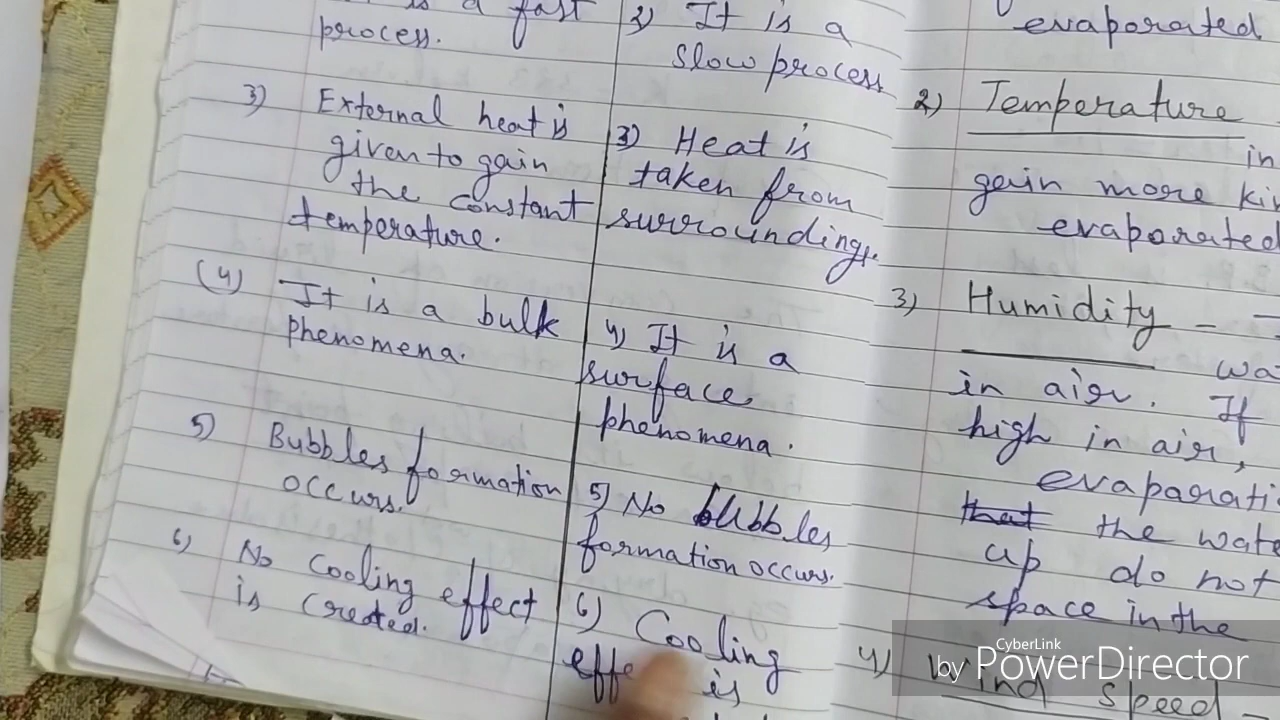 is a fast
process.
3) External heat is
given to gain
the constant
temperature.
(4) It is a bulk
phenomena.
5) Bubbles formation
occurs.
6) No cooling effect
is created.
2) It is a
slow process
3) Heat is
taken from
surroundings.
4) It is a
surface
phenomena.
5) No bubbles
formation occurs.
6) Cooling
is
evaporated
2) Temperature
in
gain more
evaporated
3) Humidity -
in air. If
high in air,
that the
up do not
space in the
4) Wind speed -
CyberLink
by PowerDirector